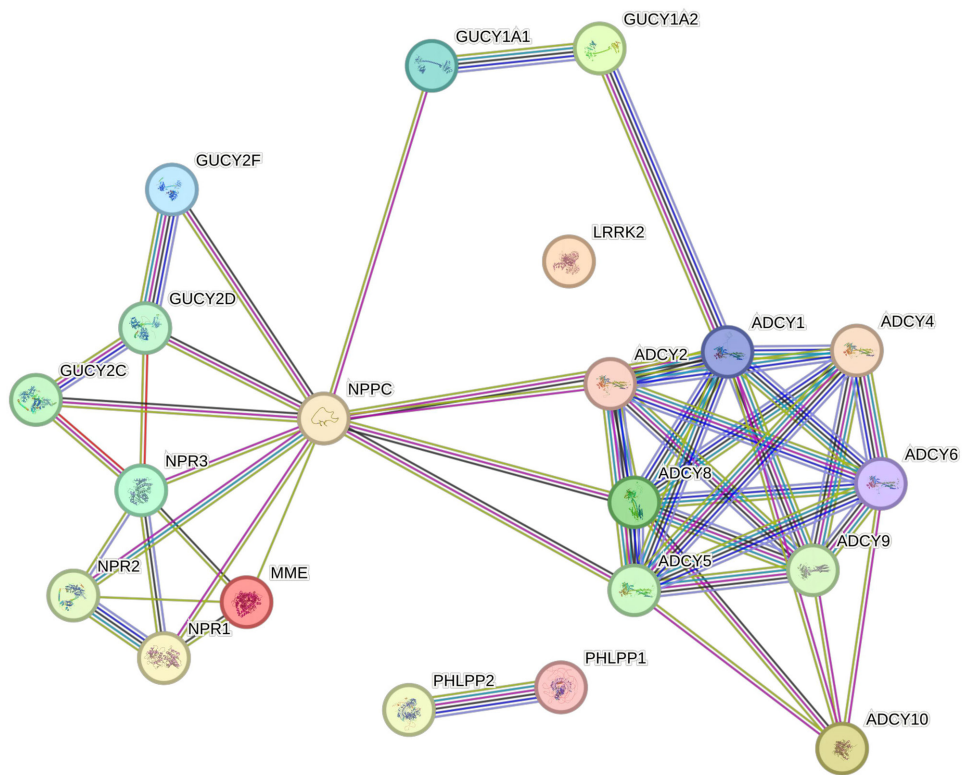 GUCY1A2
GUCY1A1
GUCY2F
LRRK2
GUCY2D
ADCY1
ADCY4
ADCY2
GUCY2C
NPPC
ADCY6
NPR3
ADCY8
ADCY9
ADCY5
NPR2
MME
NPR1
PHLPP1
PHLPP2
ADCY10